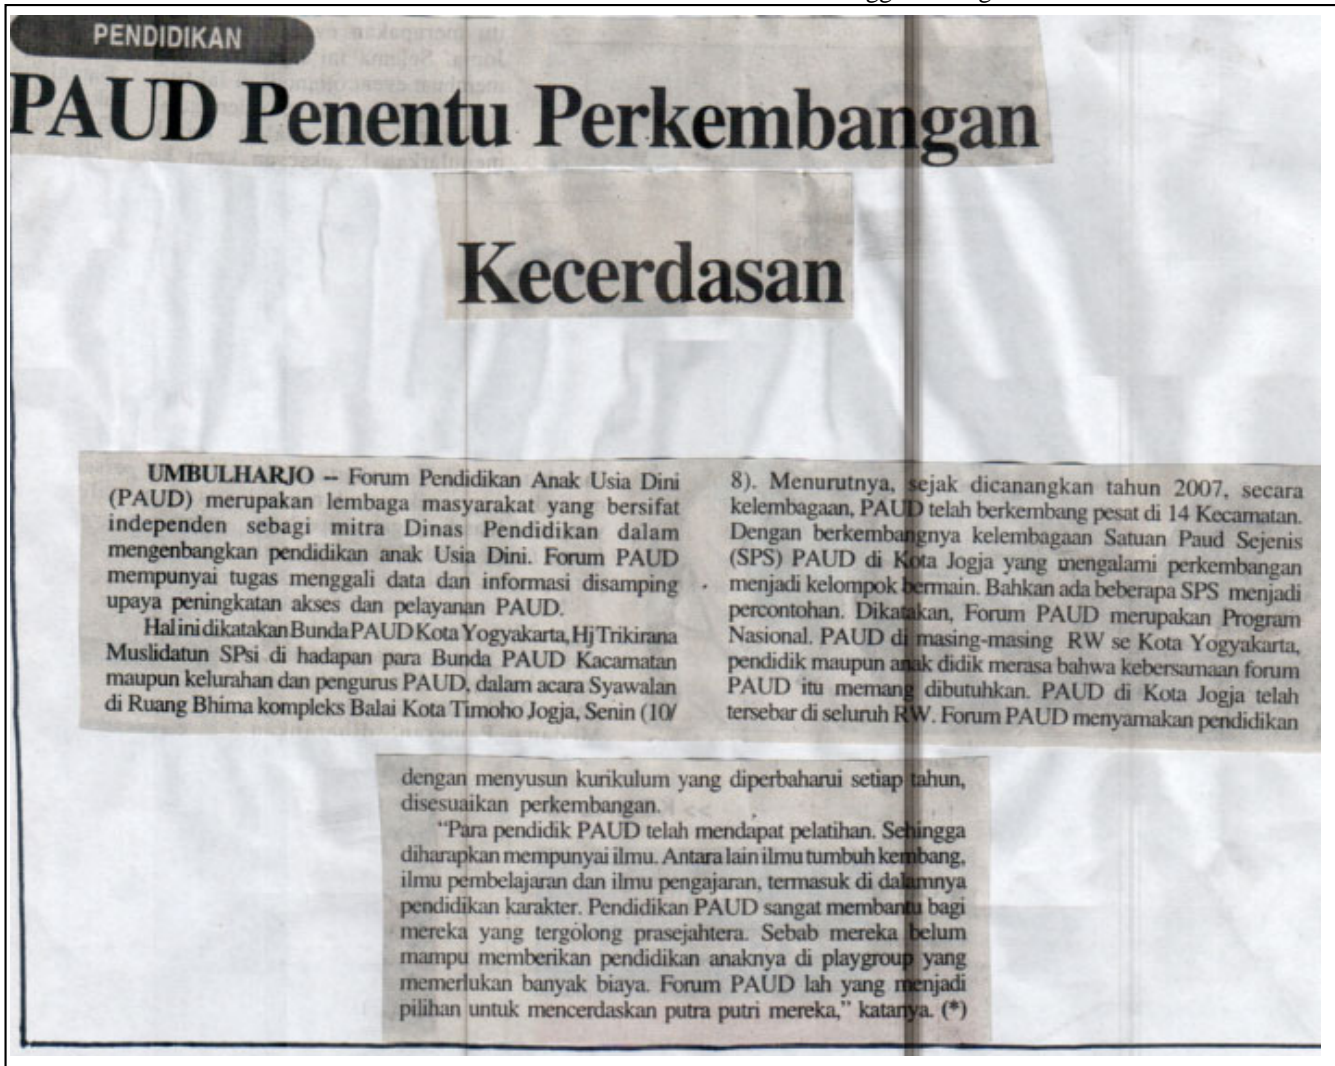 PENDIDIKAN
PAUD Penentu Perkembangan
Kecerdasan
UMBULHARJO -- Forum Pendidikan Anak Usia Dini
(PAUD) merupakan lembaga masyarakat yang bersifat
independen sebagi mitra Dinas Pendidikan dalam
mengenbangkan pendidikan anak Usia Dini. Forum PAUD
mempunyai tugas menggali data dan informasi disamping
upaya peningkatan akses dan pelayanan PAUD.
Hal ini dikatakan Bunda PAUD Kota Yogyakarta, Hj Trikirana
Muslidatun SPsi di hadapan para Bunda PAUD Kacamatan
maupun kelurahan dan pengurus PAUD, dalam acara Syawalan
di Ruang Bhima kompleks Balai Kota Timoho Jogja, Senin (10/
8). Menurutnya, sejak dicanangkan tahun 2007, secara
kelembagaan, PAUD telah berkembang pesat di 14 Kecamatan.
Dengan berkembangnya kelembagaan Satuan Paud Sejenis
(SPS) PAUD di Kota Jogja yang mengalami perkembangan
menjadi kelompok bermain. Bahkan ada beberapa SPS menjadi
percontohan. Dikatakan, Forum PAUD merupakan Program
Nasional. PAUD di masing-masing RW se Kota Yogyakarta,
pendidik maupun anak didik merasa bahwa kebersamaan forum
PAUD itu memang dibutuhkan. PAUD di Kota Jogja telah
tersebar di seluruh RW. Forum PAUD menyamakan pendidikan
dengan menyusun kurikulum yang diperbaharui setiap tahun,
disesuaikan perkembangan.
"Para pendidik PAUD telah mendapat pelatihan. Sehingga
diharapkan mempunyai ilmu. Antara lain ilmu tumbuh kembang,
ilmu pembelajaran dan ilmu pengajaran, termasuk di dalamnya
pendidikan karakter. Pendidikan PAUD sangat membantu bagi
mereka yang tergolong prasejahtera. Sebab mereka belum
mampu memberikan pendidikan anaknya di playgroup yang
memerlukan banyak biaya. Forum PAUD lah yang menjadi
pilihan untuk mencerdaskan putra putri mereka," katanya. (*)